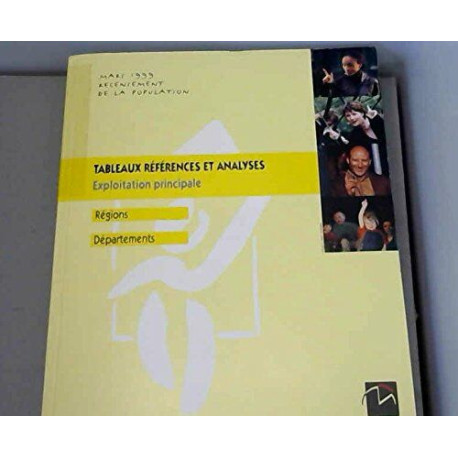 MARS 1999
RECENSEMENT
DE LA POPULATION
TABLEAUX RÉFÉRENCES ET ANALYSES
Exploitation principale
Régions
Départements